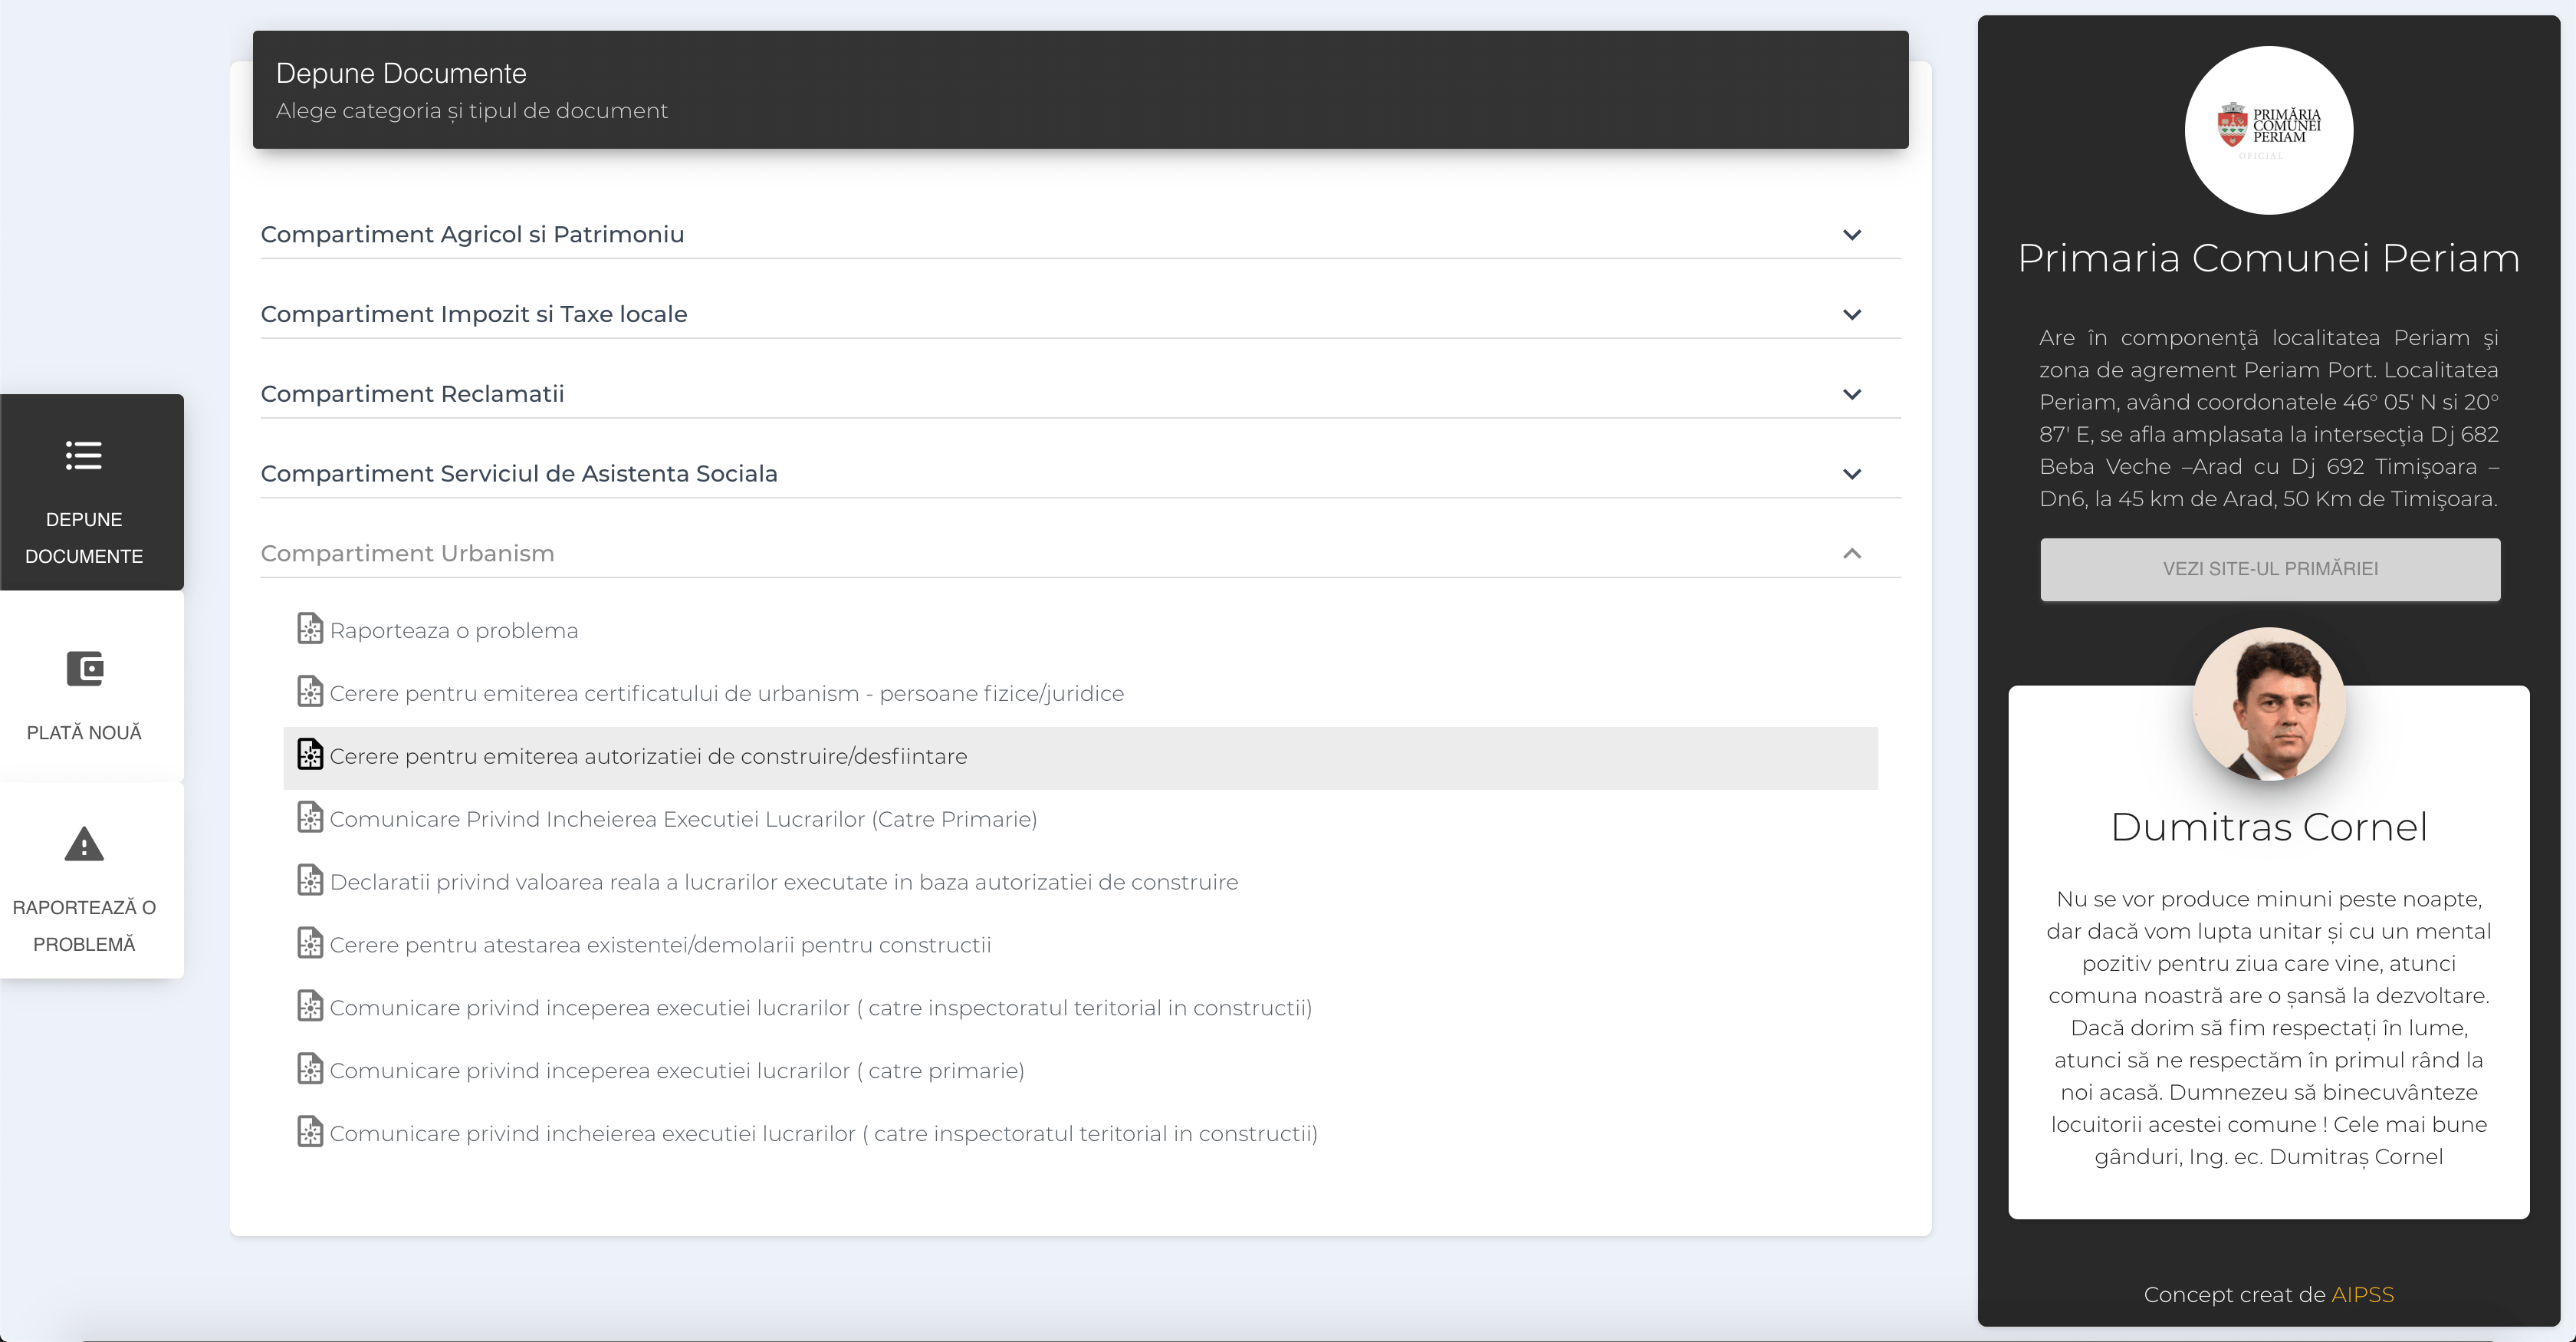 Depune Documente
Alege categoria și tipul de document
Compartiment Agricol si Patrimoniu
Compartiment Impozit si Taxe locale
Compartiment Reclamatii
Compartiment Serviciul de Asistenta Sociala
Compartiment Urbanism
Raporteaza o problema
Cerere pentru emiterea certificatului de urbanism - persoane fizice/juridice
Cerere pentru emiterea autorizatiei de construire/desfiintare
Comunicare Privind Incheierea Executiei Lucrarilor (Catre Primarie)
Declaratii privind valoarea reala a lucrarilor executate in baza autorizatiei de construire
Cerere pentru atestarea existentei/demolarii pentru constructii
Comunicare privind inceperea executiei lucrarilor ( catre inspectoratul teritorial in constructii)
Comunicare privind inceperea executiei lucrarilor ( catre primarie)
Comunicare privind incheierea executiei lucrarilor ( catre inspectoratul teritorial in constructii)
DEPUNE
DOCUMENTE
PLATĂ NOUĂ
RAPORTEAZĂ O
PROBLEMĂ
PRIMĂRIA
COMUNEI
PERIAM
OFICIAL
Primaria Comunei Periam
Are în componenţã localitatea Periam şi
zona de agrement Periam Port. Localitatea
Periam, având coordonatele 46° 05' N si 20°
87' E, se afla amplasata la intersecţia Dj 682
Beba Veche –Arad cu Dj 692 Timişoara –
Dn6, la 45 km de Arad, 50 Km de Timişoara.
VEZI SITE-UL PRIMĂRIEI
Dumitras Cornel
Nu se vor produce minuni peste noapte,
dar dacă vom lupta unitar și cu un mental
pozitiv pentru ziua care vine, atunci
comuna noastră are o șansă la dezvoltare.
Dacă dorim să fim respectați în lume,
atunci să ne respectăm în primul rând la
noi acasă. Dumnezeu să binecuvânteze
locuitorii acestei comune ! Cele mai bune
gânduri, Ing. ec. Dumitraș Cornel
Concept creat de AIPSS